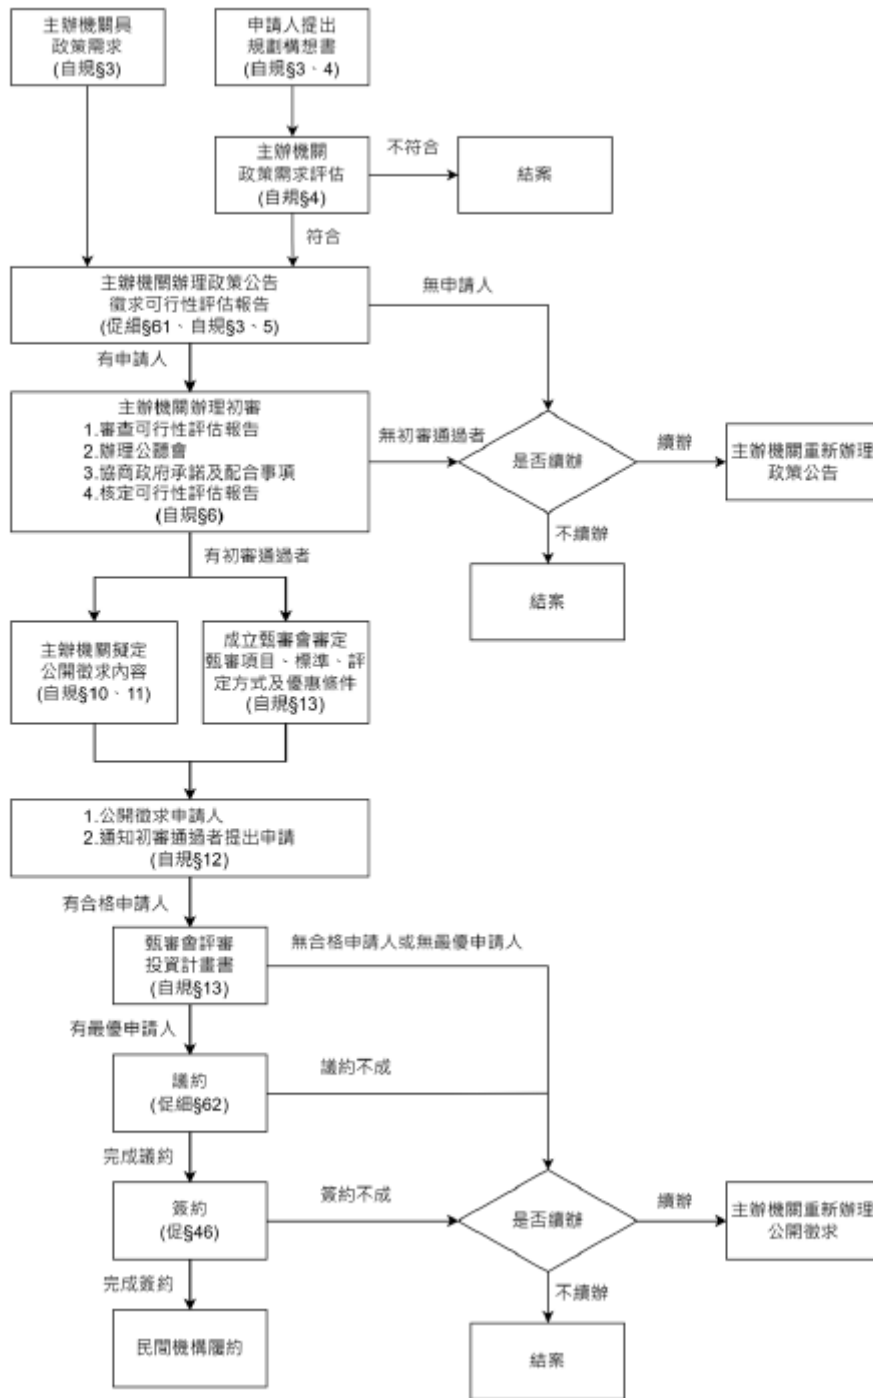 主辦機關具
政策需求
(自規§3)
申請人提出
規劃構想書
(自規§3、4)
主辦機關
政策需求評估
(自規§4)
不符合
結案
符合
主辦機關辦理政策公告
徵求可行性評估報告
(促細§61、自規§3、5)
無申請人
有申請人
主辦機關辦理初審
1.審查可行性評估報告
2.辦理公聽會
3.協商政府承諾及配合事項
4.核定可行性評估報告
(自規§6)
無初審通過者
是否續辦
續辦
主辦機關重新辦理
政策公告
不續辦
結案
有初審通過者
主辦機關擬定
公開徵求內容
(自規§10、11)
成立甄審會審定
甄審項目、標準、評
定方式及優惠條件
(自規§13)
1.公開徵求申請人
2.通知初審通過者提出申請
(自規§12)
有合格申請人
甄審會評審
投資計畫書
(自規§13)
無合格申請人或無最優申請人
有最優申請人
議約
(促細§62)
議約不成
完成議約
簽約
(促§46)
簽約不成
是否續辦
續辦
主辦機關重新辦理
公開徵求
不續辦
結案
完成簽約
民間機構履約